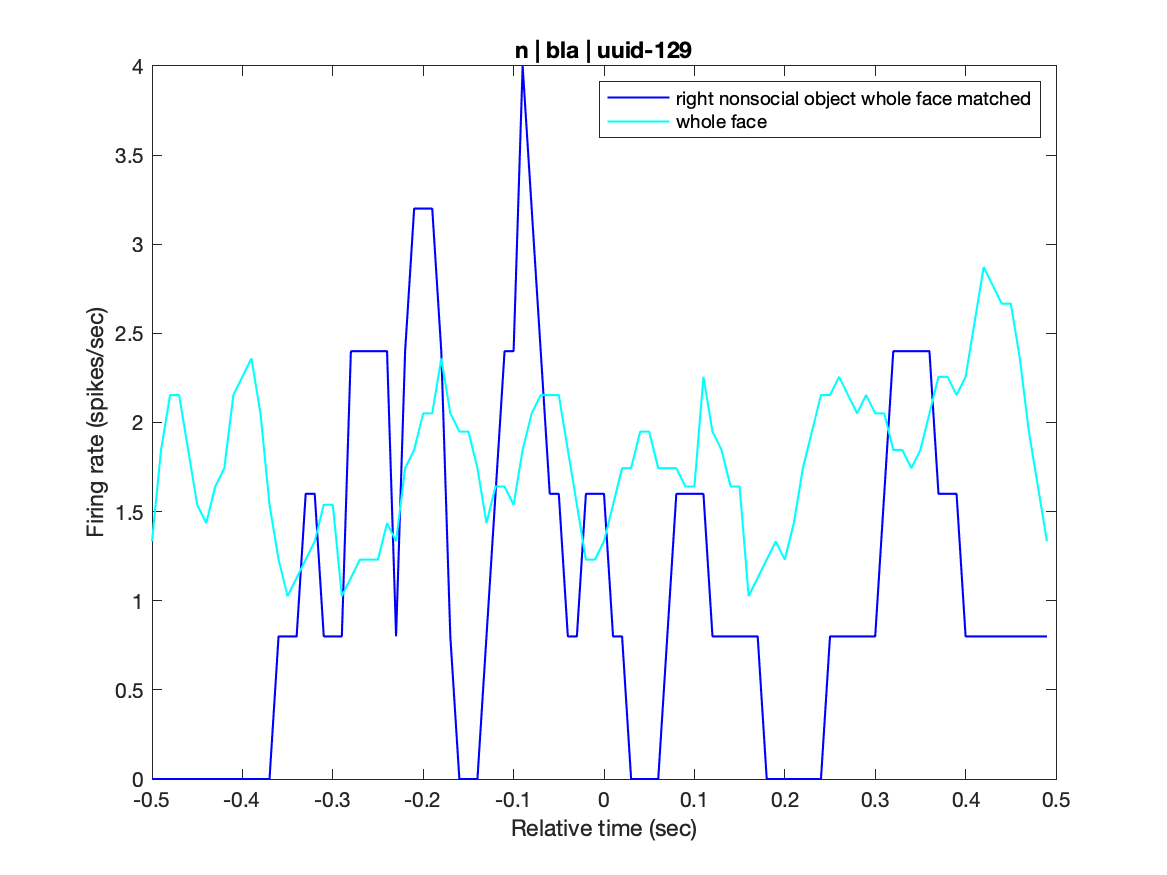 n | bla | uuid-129
right nonsocial object whole face matched
whole face
Firing rate (spikes/sec)
4
3.5
3
2.5
2
1.5
1
0.5
0
-0.5 -0.4 -0.3 -0.2 -0.1 0 0.1 0.2 0.3 0.4 0.5
Relative time (sec)